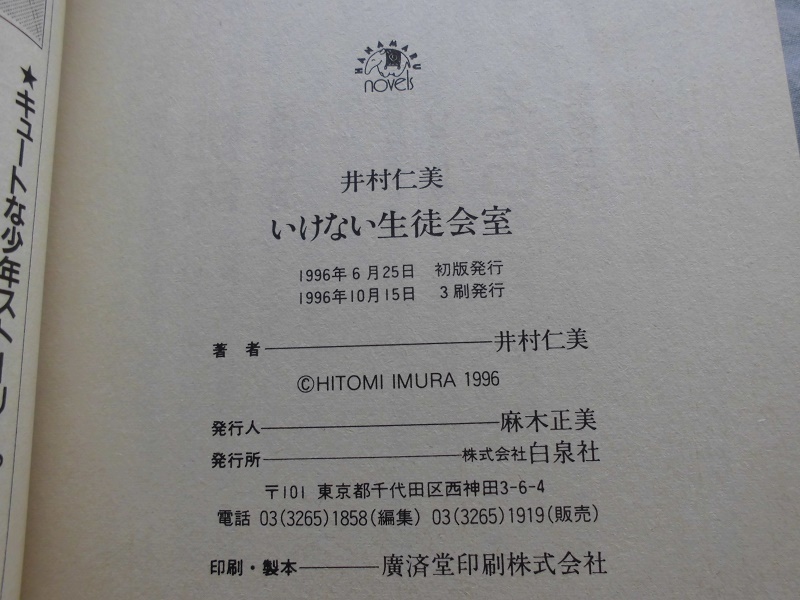 HANAMARU
novels
井村仁美
いけない生徒会室
1996年6月25日 初版発行
1996年10月15日 3刷発行
著者――井村仁美
©HITOMI IMURA 1996
発行人――麻木正美
発行所――株式会社白泉社
〒101 東京都千代田区西神田3-6-4
電話 03(3265)1858(編集) 03(3265)1919(販売)
印刷・製本――廣済堂印刷株式会社
★キュートな少年ストーリー